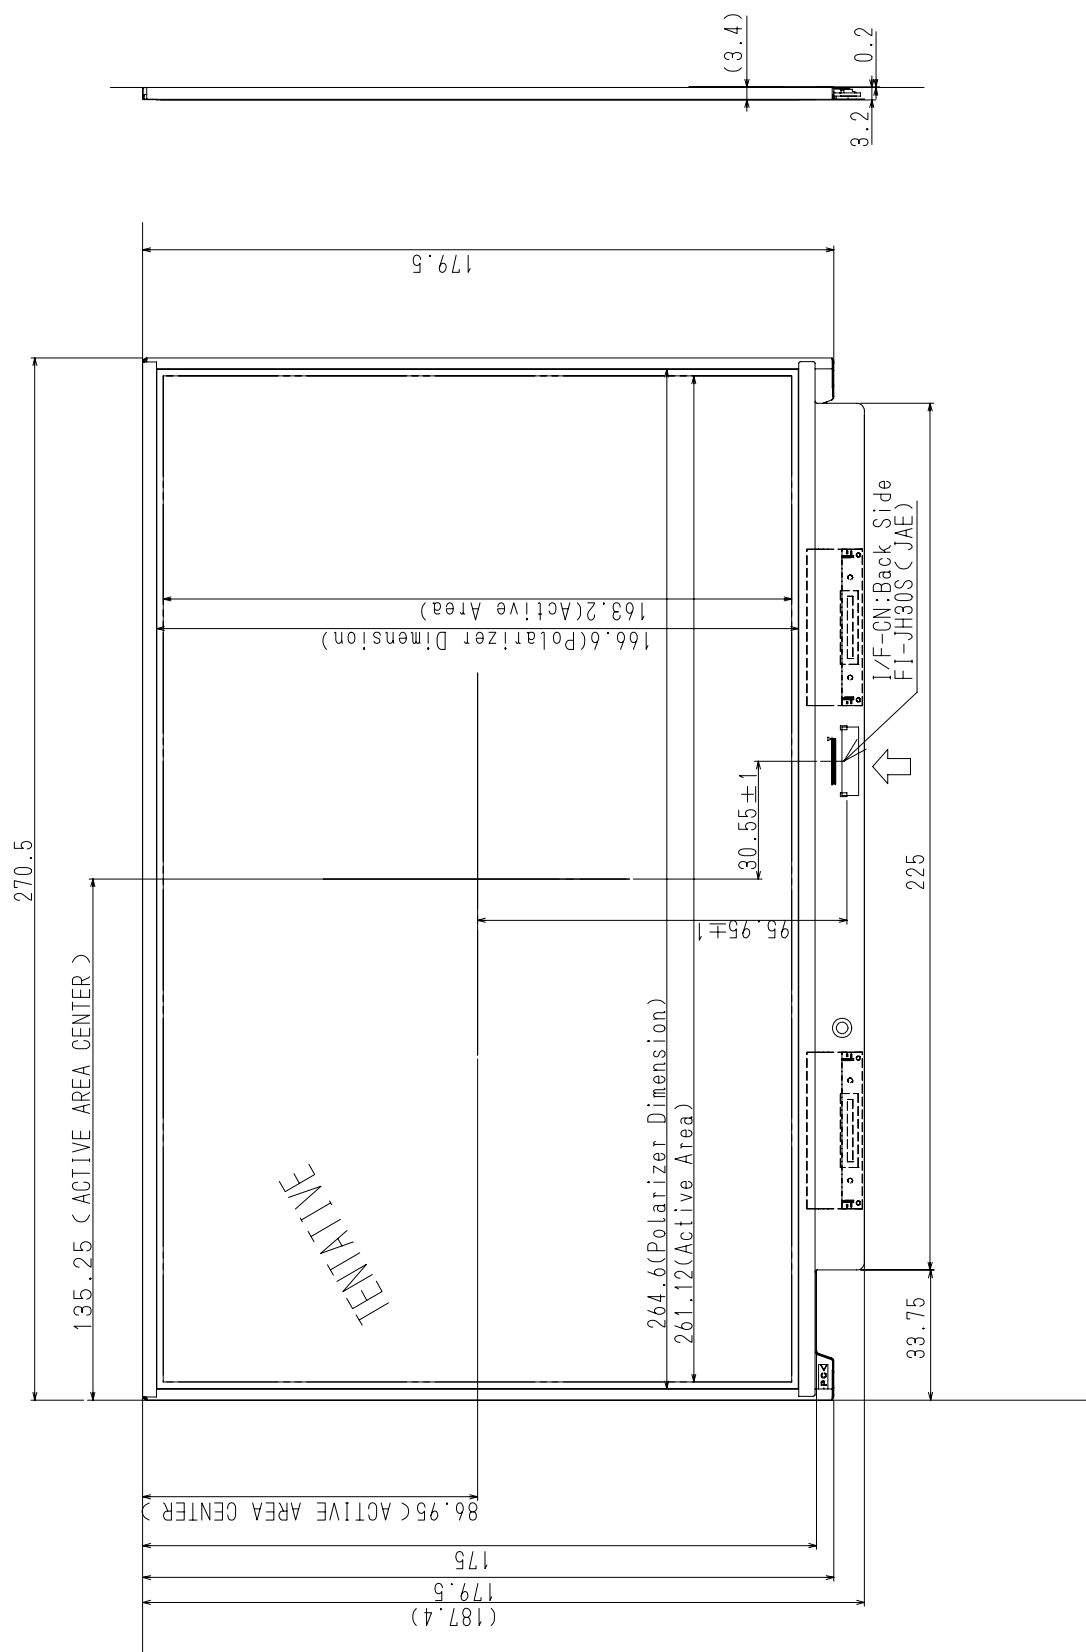 (3.4)
0.2
3.2
179.5
270.5
135.25 (ACTIVE AREA CENTER)
163.2(Active Area)
166.6(Polarizer Dimension)
I/F-CN:Back Side
FI-JH30S(JAE)
30.55±1
95.95±1
225
264.6(Polarizer Dimension)
261.12(Active Area)
TENTATIVE
33.75
>PC<
86.95(ACTIVE AREA CENTER)
175
179.5
(187.4)